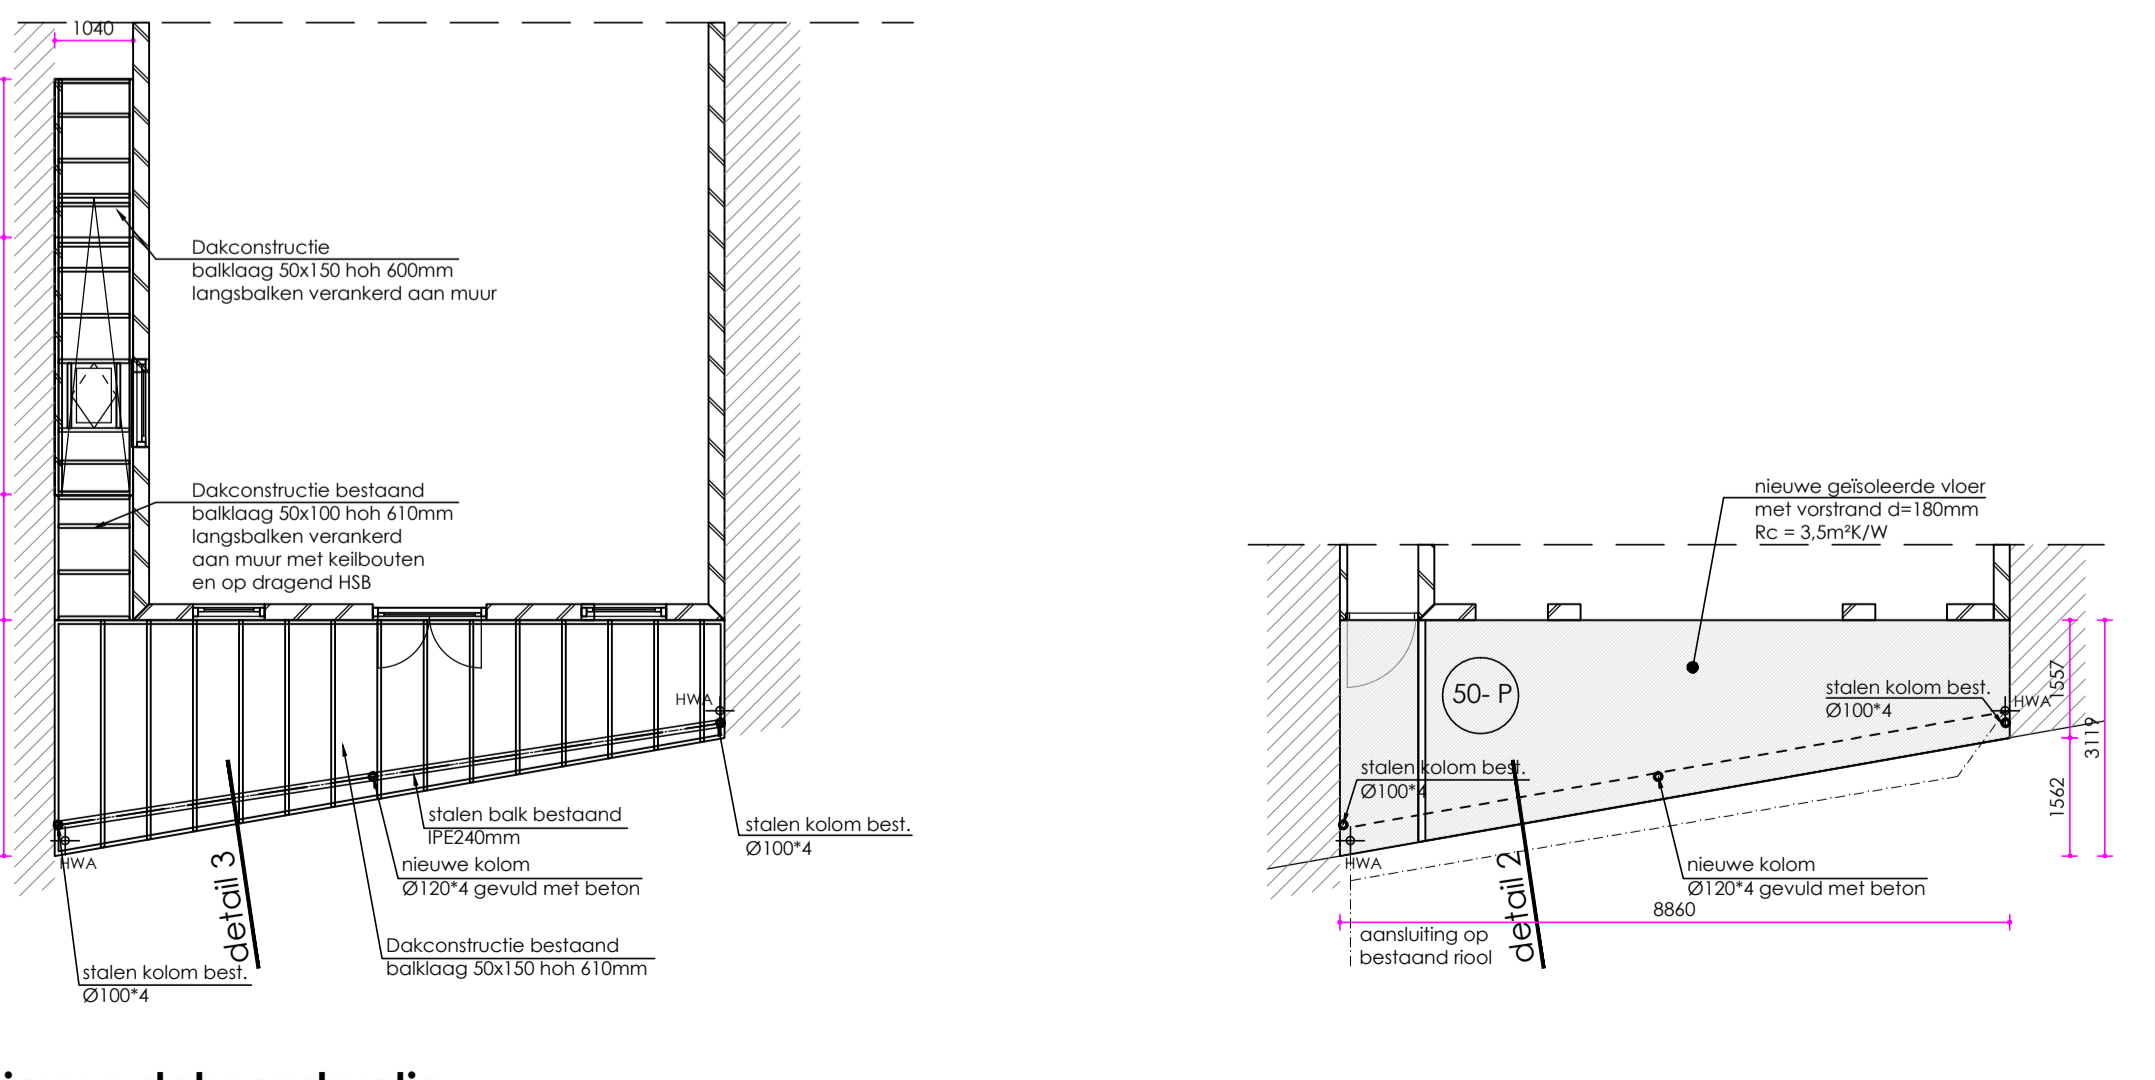 1040
Dakconstructie
balklaag 50x150 hoh 600mm
langsbalken verankerd aan muur
Dakconstructie bestaand
balklaag 50x100 hoh 610mm
langsbalken verankerd
aan muur met keilbouten
en op dragend HSB
HWA
stalen balk bestaand
IPE240mm
nieuwe kolom
Ø120*4 gevuld met beton
stalen kolom best.
Ø100*4
HWA
detail 3
Dakconstructie bestaand
balklaag 50x150 hoh 610mm
stalen kolom best.
Ø100*4
nieuwe geïsoleerde vloer
met vorstrand d=180mm
Rc = 3,5m²K/W
50- P
stalen kolom best.
Ø100*4
HWA
1557
3119
1562
stalen kolom best.
Ø100*4
HWA
detail 2
nieuwe kolom
Ø120*4 gevuld met beton
8860
aansluiting op
bestaand riool